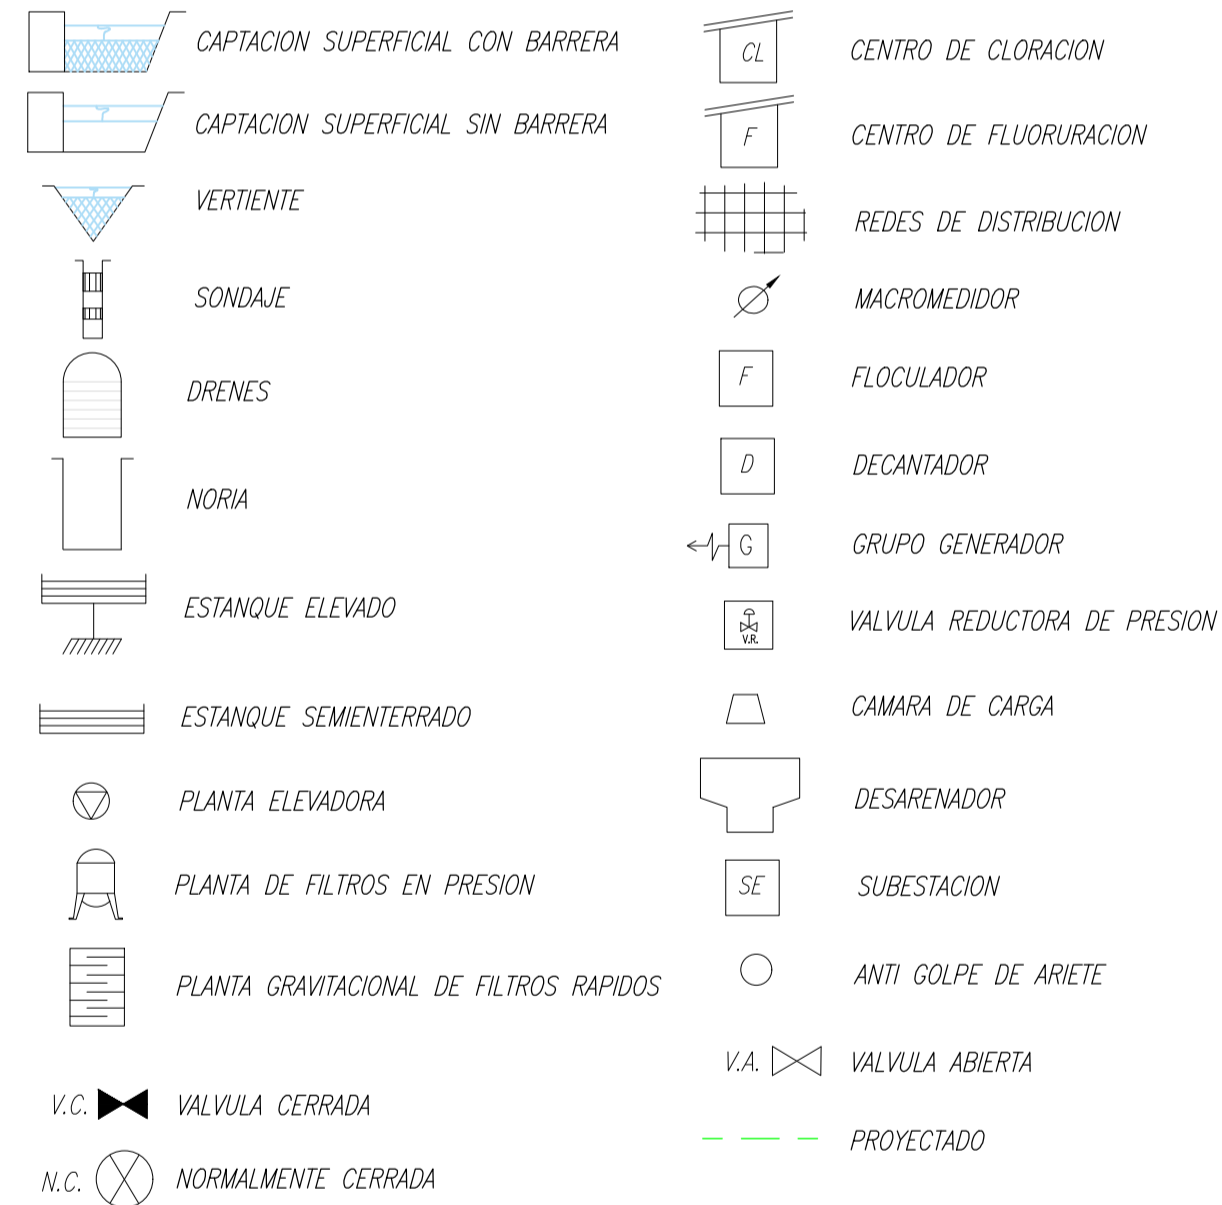 CAPTACION SUPERFICIAL CON BARRERA
CAPTACION SUPERFICIAL SIN BARRERA
VERTIENTE
SONDAJE
DRENES
NORIA
ESTANQUE ELEVADO
ESTANQUE SEMIENTERRADO
PLANTA ELEVADORA
PLANTA DE FILTROS EN PRESION
PLANTA GRAVITACIONAL DE FILTROS RAPIDOS
V.C. VALVULA CERRADA
N.C. NORMALMENTE CERRADA
CL CENTRO DE CLORACION
F CENTRO DE FLUORURACION
REDES DE DISTRIBUCION
MACROMEDIDOR
F FLOCULADOR
D DECANTADOR
G GRUPO GENERADOR
V.R. VALVULA REDUCTORA DE PRESION
CAMARA DE CARGA
DESARENADOR
SE SUBESTACION
ANTI GOLPE DE ARIETE
V.A. VALVULA ABIERTA
PROYECTADO